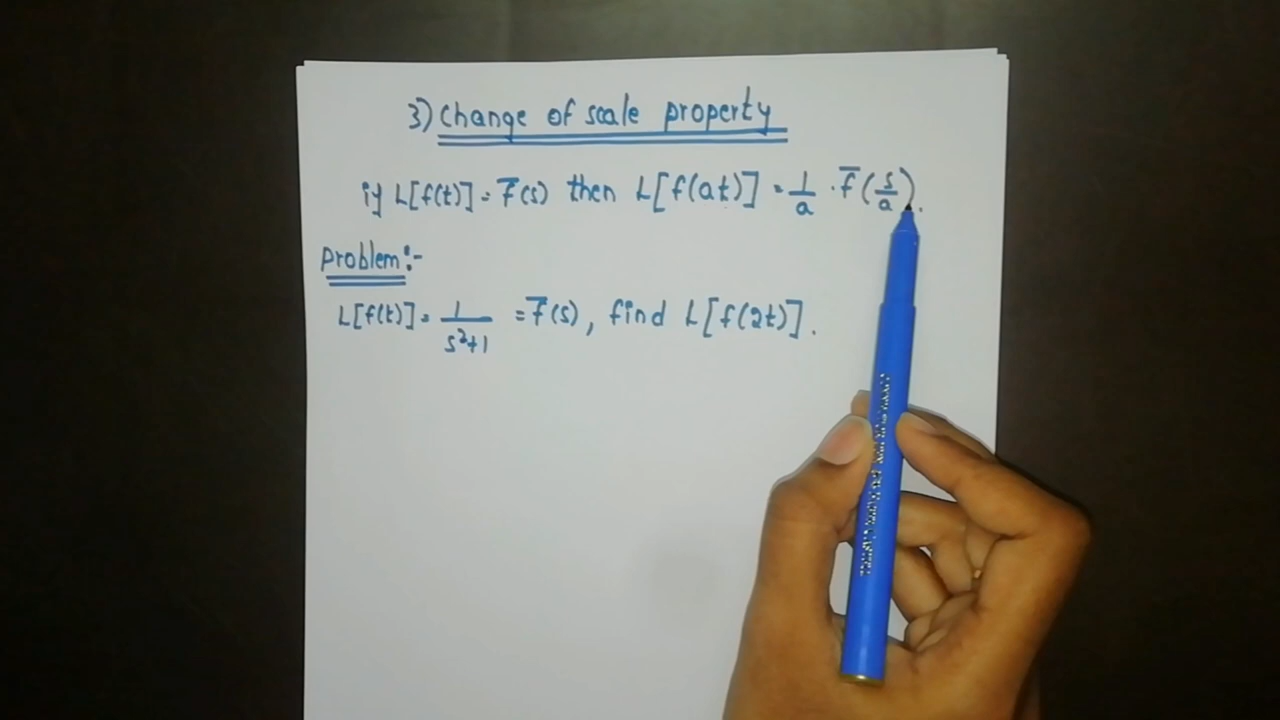 3) Change of scale property
if L[f(t)] = f̅(s) then L[f(at)] = 1/a · f̅(s/a).
Problem:-
L[f(t)] = 1/(s²+1) = f̅(s), find L[f(2t)].